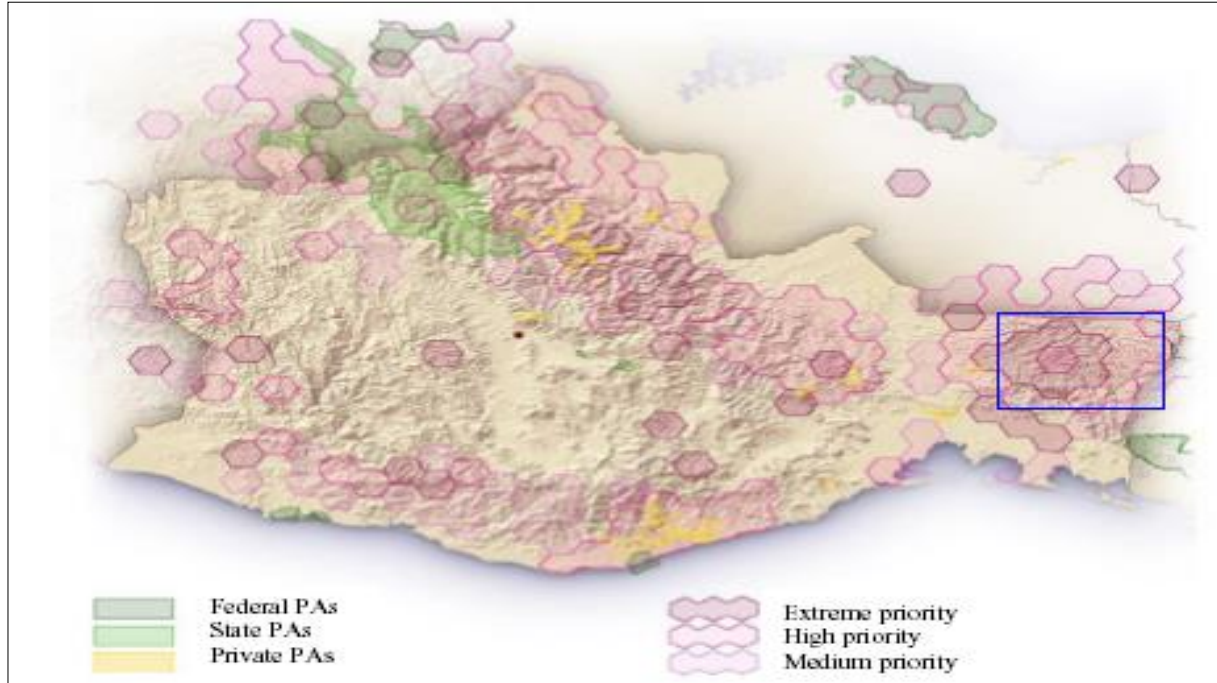 Federal PAs
State PAs
Private PAs
Extreme priority
High priority
Medium priority